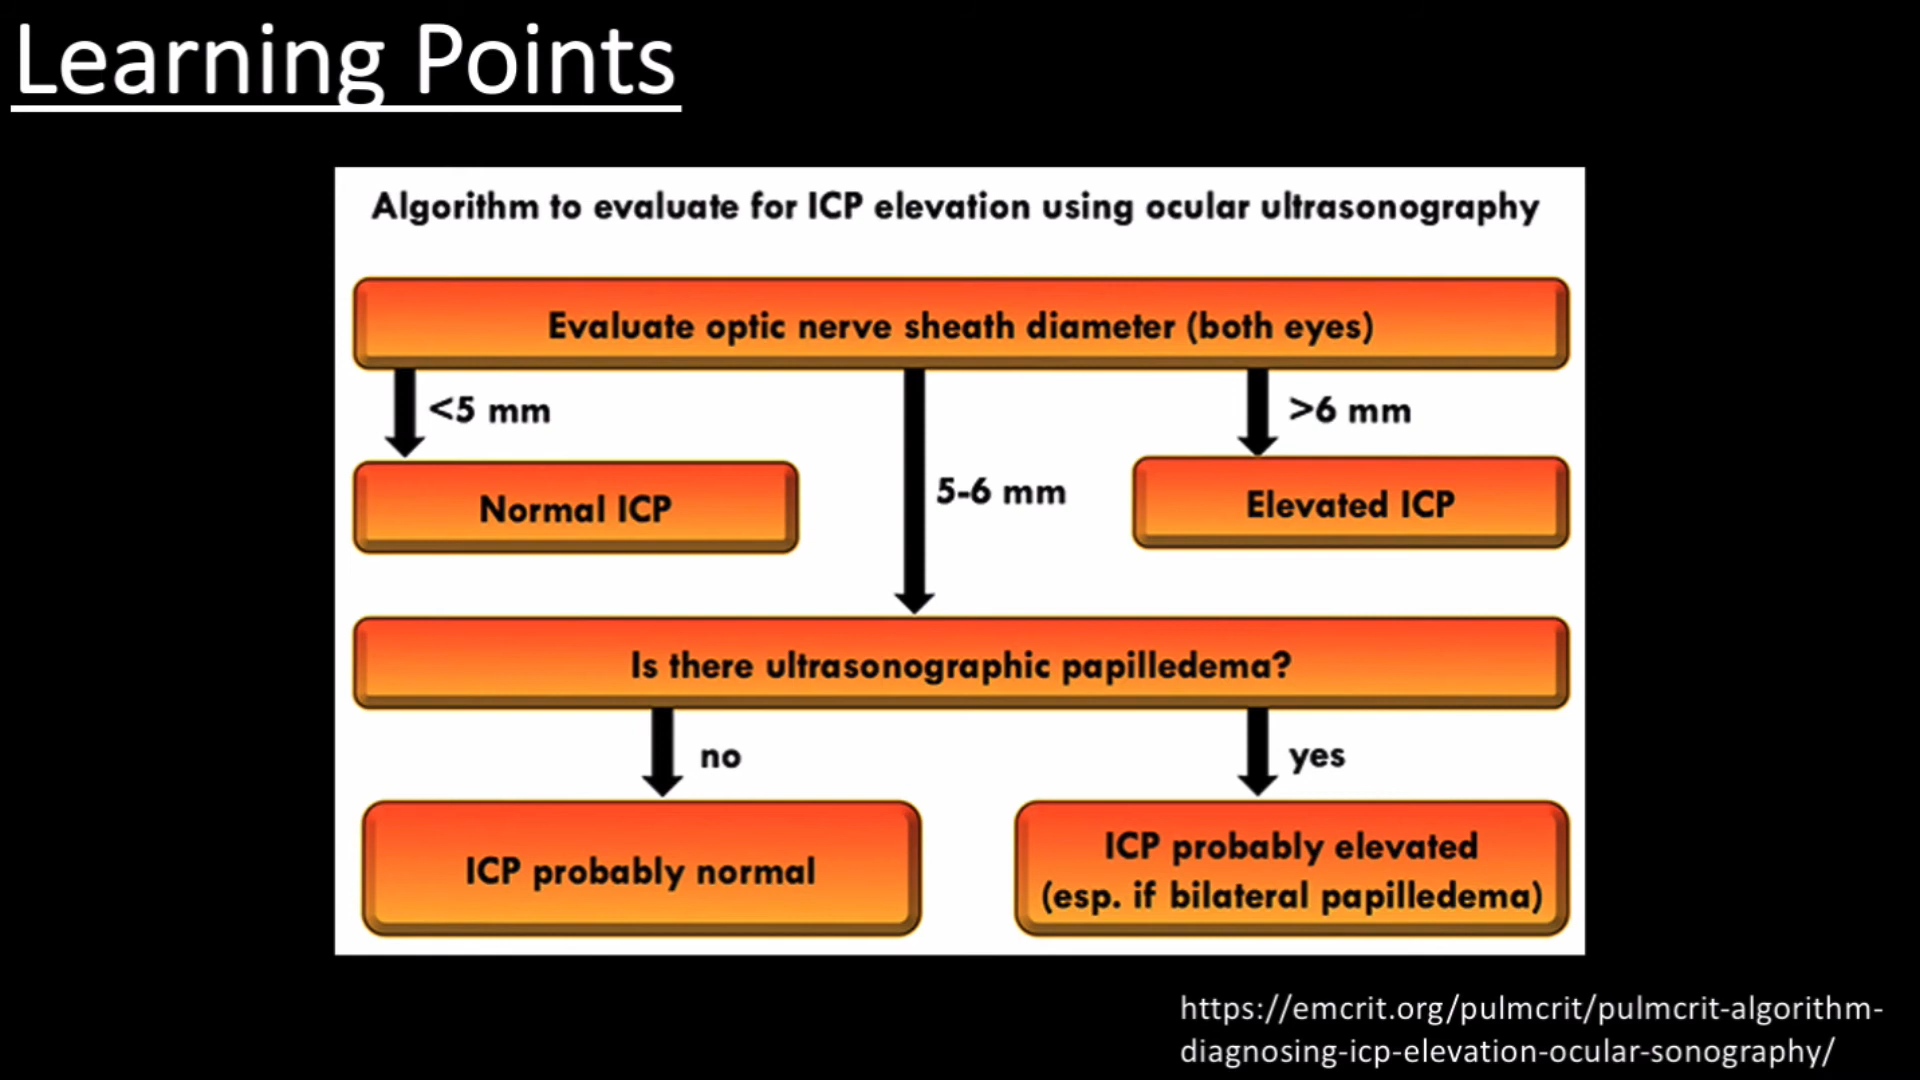 Learning Points
Algorithm to evaluate for ICP elevation using ocular ultrasonography
Evaluate optic nerve sheath diameter (both eyes)
<5 mm
>6 mm
5-6 mm
Normal ICP
Elevated ICP
Is there ultrasonographic papilledema?
no
yes
ICP probably normal
ICP probably elevated
(esp. if bilateral papilledema)
https://emcrit.org/pulmcrit/pulmcrit-algorithm-
diagnosing-icp-elevation-ocular-sonography/